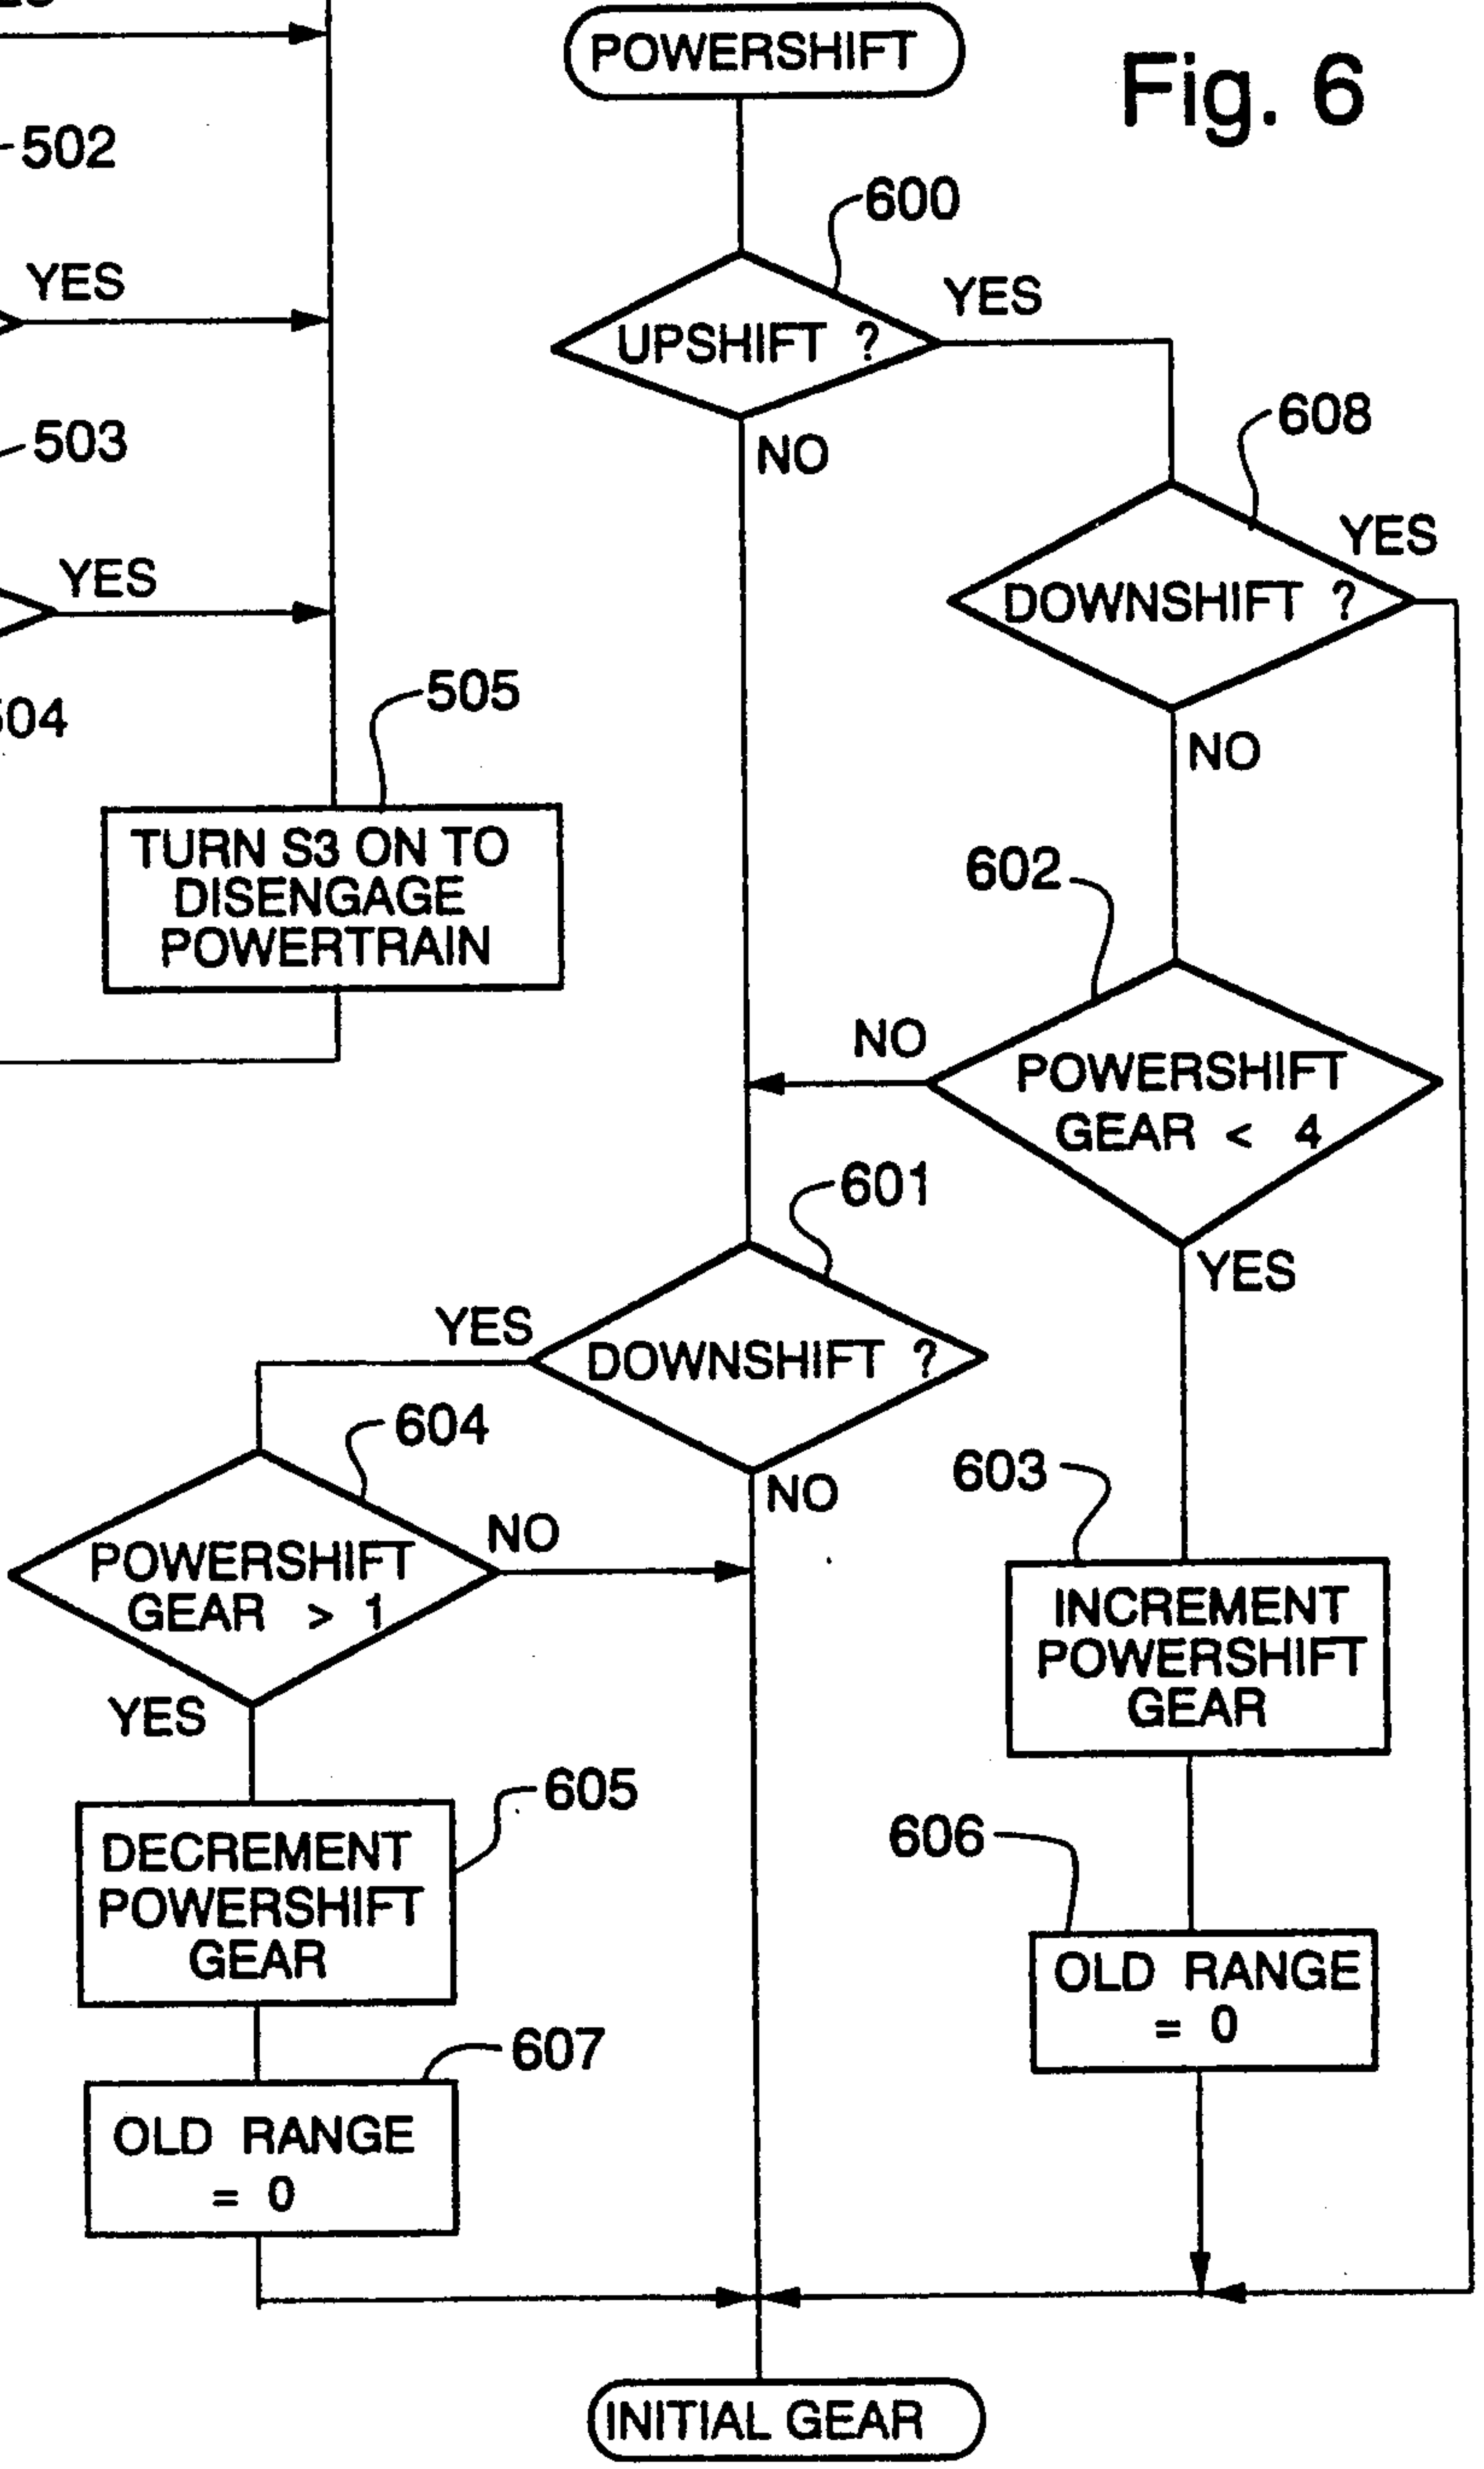 POWERSHIFT
Fig. 6
502
600
YES
YES
UPSHIFT ?
608
503
NO
YES
YES
DOWNSHIFT ?
505
504
NO
TURN S3 ON TO
DISENGAGE
POWERTRAIN
602
NO
POWERSHIFT
GEAR < 4
601
YES
YES
DOWNSHIFT ?
604
603
NO
NO
POWERSHIFT
GEAR > 1
INCREMENT
POWERSHIFT
GEAR
YES
605
606
DECREMENT
POWERSHIFT
GEAR
OLD RANGE
= 0
607
OLD RANGE
= 0
INITIAL GEAR